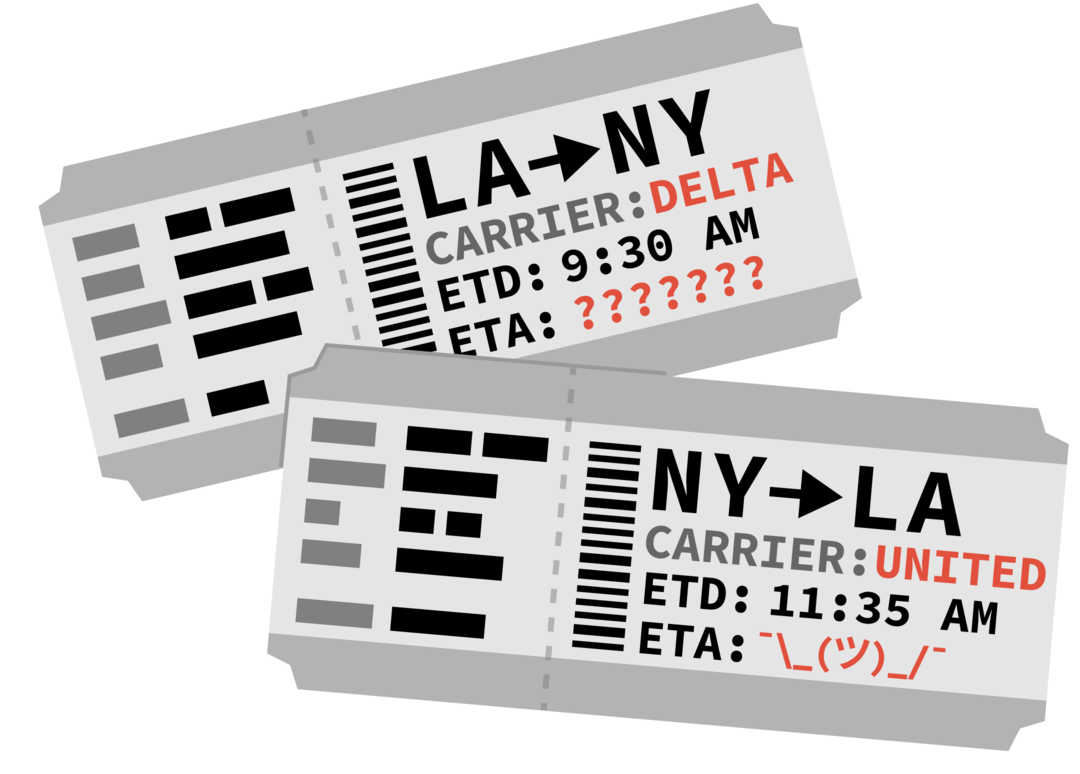 LA→NY
CARRIER:DELTA
ETD: 9:30 AM
ETA: ???????
NY→LA
CARRIER:UNITED
ETD: 11:35 AM
ETA: ¯\_(ツ)_/¯